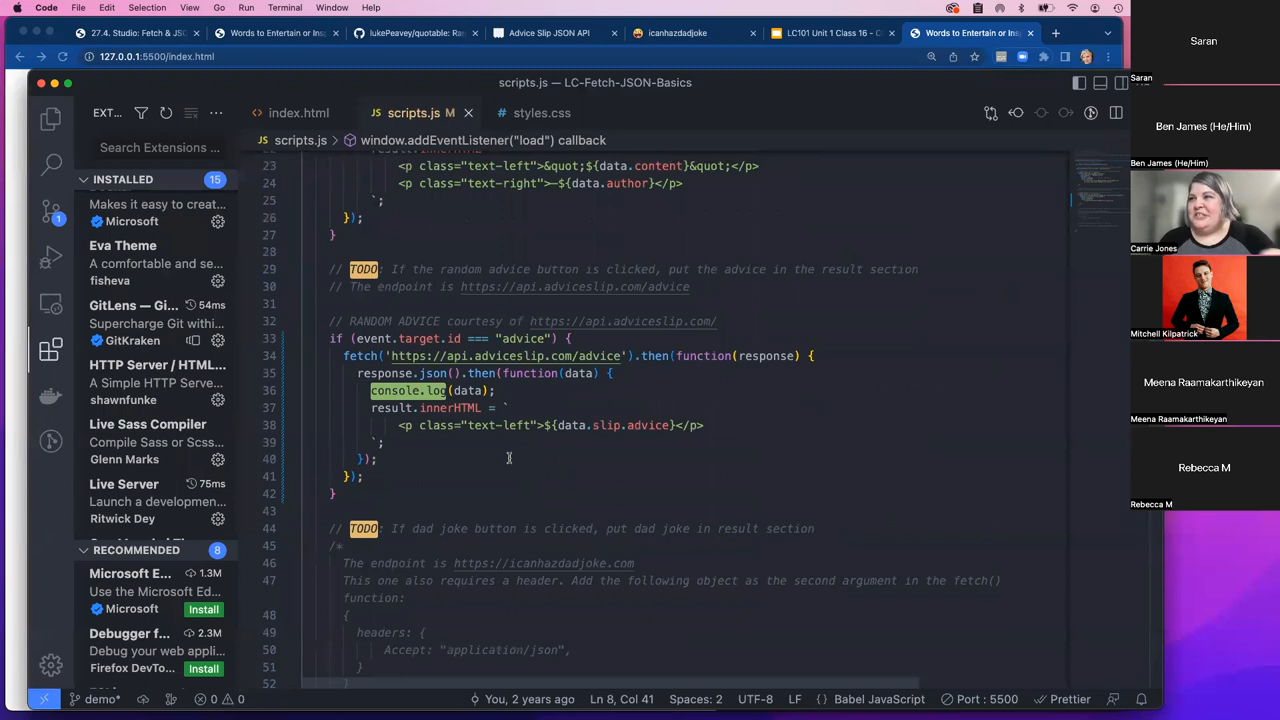 Code File Edit Selection View Go Run Terminal Window Help
27.4. Studio: Fetch & JSON
Words to Entertain or Insp
lukePeavey/quotable: Ran
Advice Slip JSON API
icanhazdadjoke
LC101 Unit 1 Class 16 - G
Words to Entertain or Insp
127.0.0.1:5500/index.html
scripts.js — LC-Fetch-JSON-Basics
EXT...
index.html
scripts.js M
styles.css
scripts.js > window.addEventListener("load") callback
Search Extensions ...
INSTALLED 15
Makes it easy to creat...
Microsoft
Eva Theme
A comfortable and se...
fisheva
GitLens — Gi... 54ms
Supercharge Git withi...
GitKraken
HTTP Server / HTML...
A Simple HTTP Server...
shawnfunke
Live Sass Compiler
Compile Sass or Scss...
Glenn Marks
Live Server 75ms
Launch a developmen...
Ritwick Dey
RECOMMENDED 8
Microsoft E... 1.3M
Use the Microsoft Ed...
Microsoft Install
Debugger f... 2.3M
Debug your web appli...
Firefox DevTo... Install
1
23 <p class="text-left">&quot;${data.content}&quot;</p>
24 <p class="text-right">—${data.author}</p>
25 `;
26 });
27 }
28
29 // TODO: If the random advice button is clicked, put the advice in the result section
30 // The endpoint is https://api.adviceslip.com/advice
31
32 // RANDOM ADVICE courtesy of https://api.adviceslip.com/
33 if (event.target.id === "advice") {
34 fetch('https://api.adviceslip.com/advice').then(function(response) {
35 response.json().then(function(data) {
36 console.log(data);
37 result.innerHTML = `
38 <p class="text-left">${data.slip.advice}</p>
39 `;
40 });
41 });
42 }
43
44 // TODO: If dad joke button is clicked, put dad joke in result section
45 /*
46 The endpoint is https://icanhazdadjoke.com
47 This one also requires a header. Add the following object as the second argument in the fetch()
function:
48 {
49 headers: {
50 Accept: "application/json",
51 }
52 }
demo* 0 0 You, 2 years ago Ln 8, Col 41 Spaces: 2 UTF-8 LF {} Babel JavaScript Port : 5500 Prettier
Saran
Saran
Ben James (He/Him)
Ben James (He/Him)
Carrie Jones
Mitchell Kilpatrick
Meena Raamakarthikeyan
Meena Raamakarthikeyan
Rebecca M
Rebecca M